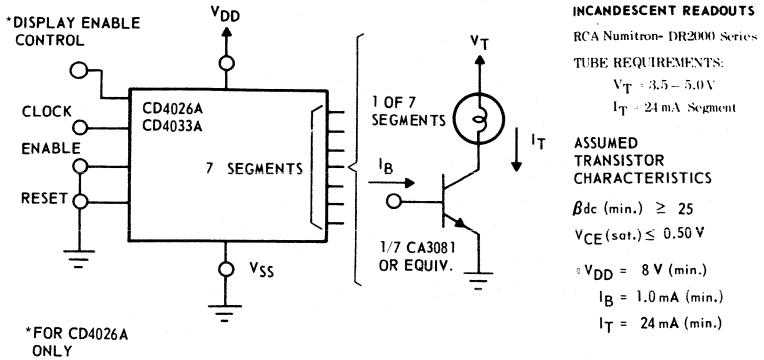 *DISPLAY ENABLE
CONTROL
VDD
CLOCK
ENABLE
RESET
CD4026A
CD4033A
7 SEGMENTS
VSS
*FOR CD4026A
ONLY
1 OF 7
SEGMENTS
VT
IT
IB
1/7 CA3081
OR EQUIV.
INCANDESCENT READOUTS
RCA Numitron- DR2000 Series
TUBE REQUIREMENTS:
VT = 3.5 – 5.0 V
IT = 24 mA Segment
ASSUMED
TRANSISTOR
CHARACTERISTICS
βdc (min.) ≥ 25
VCE (sat.) ≤ 0.50 V
VDD = 8 V (min.)
IB = 1.0 mA (min.)
IT = 24 mA (min.)